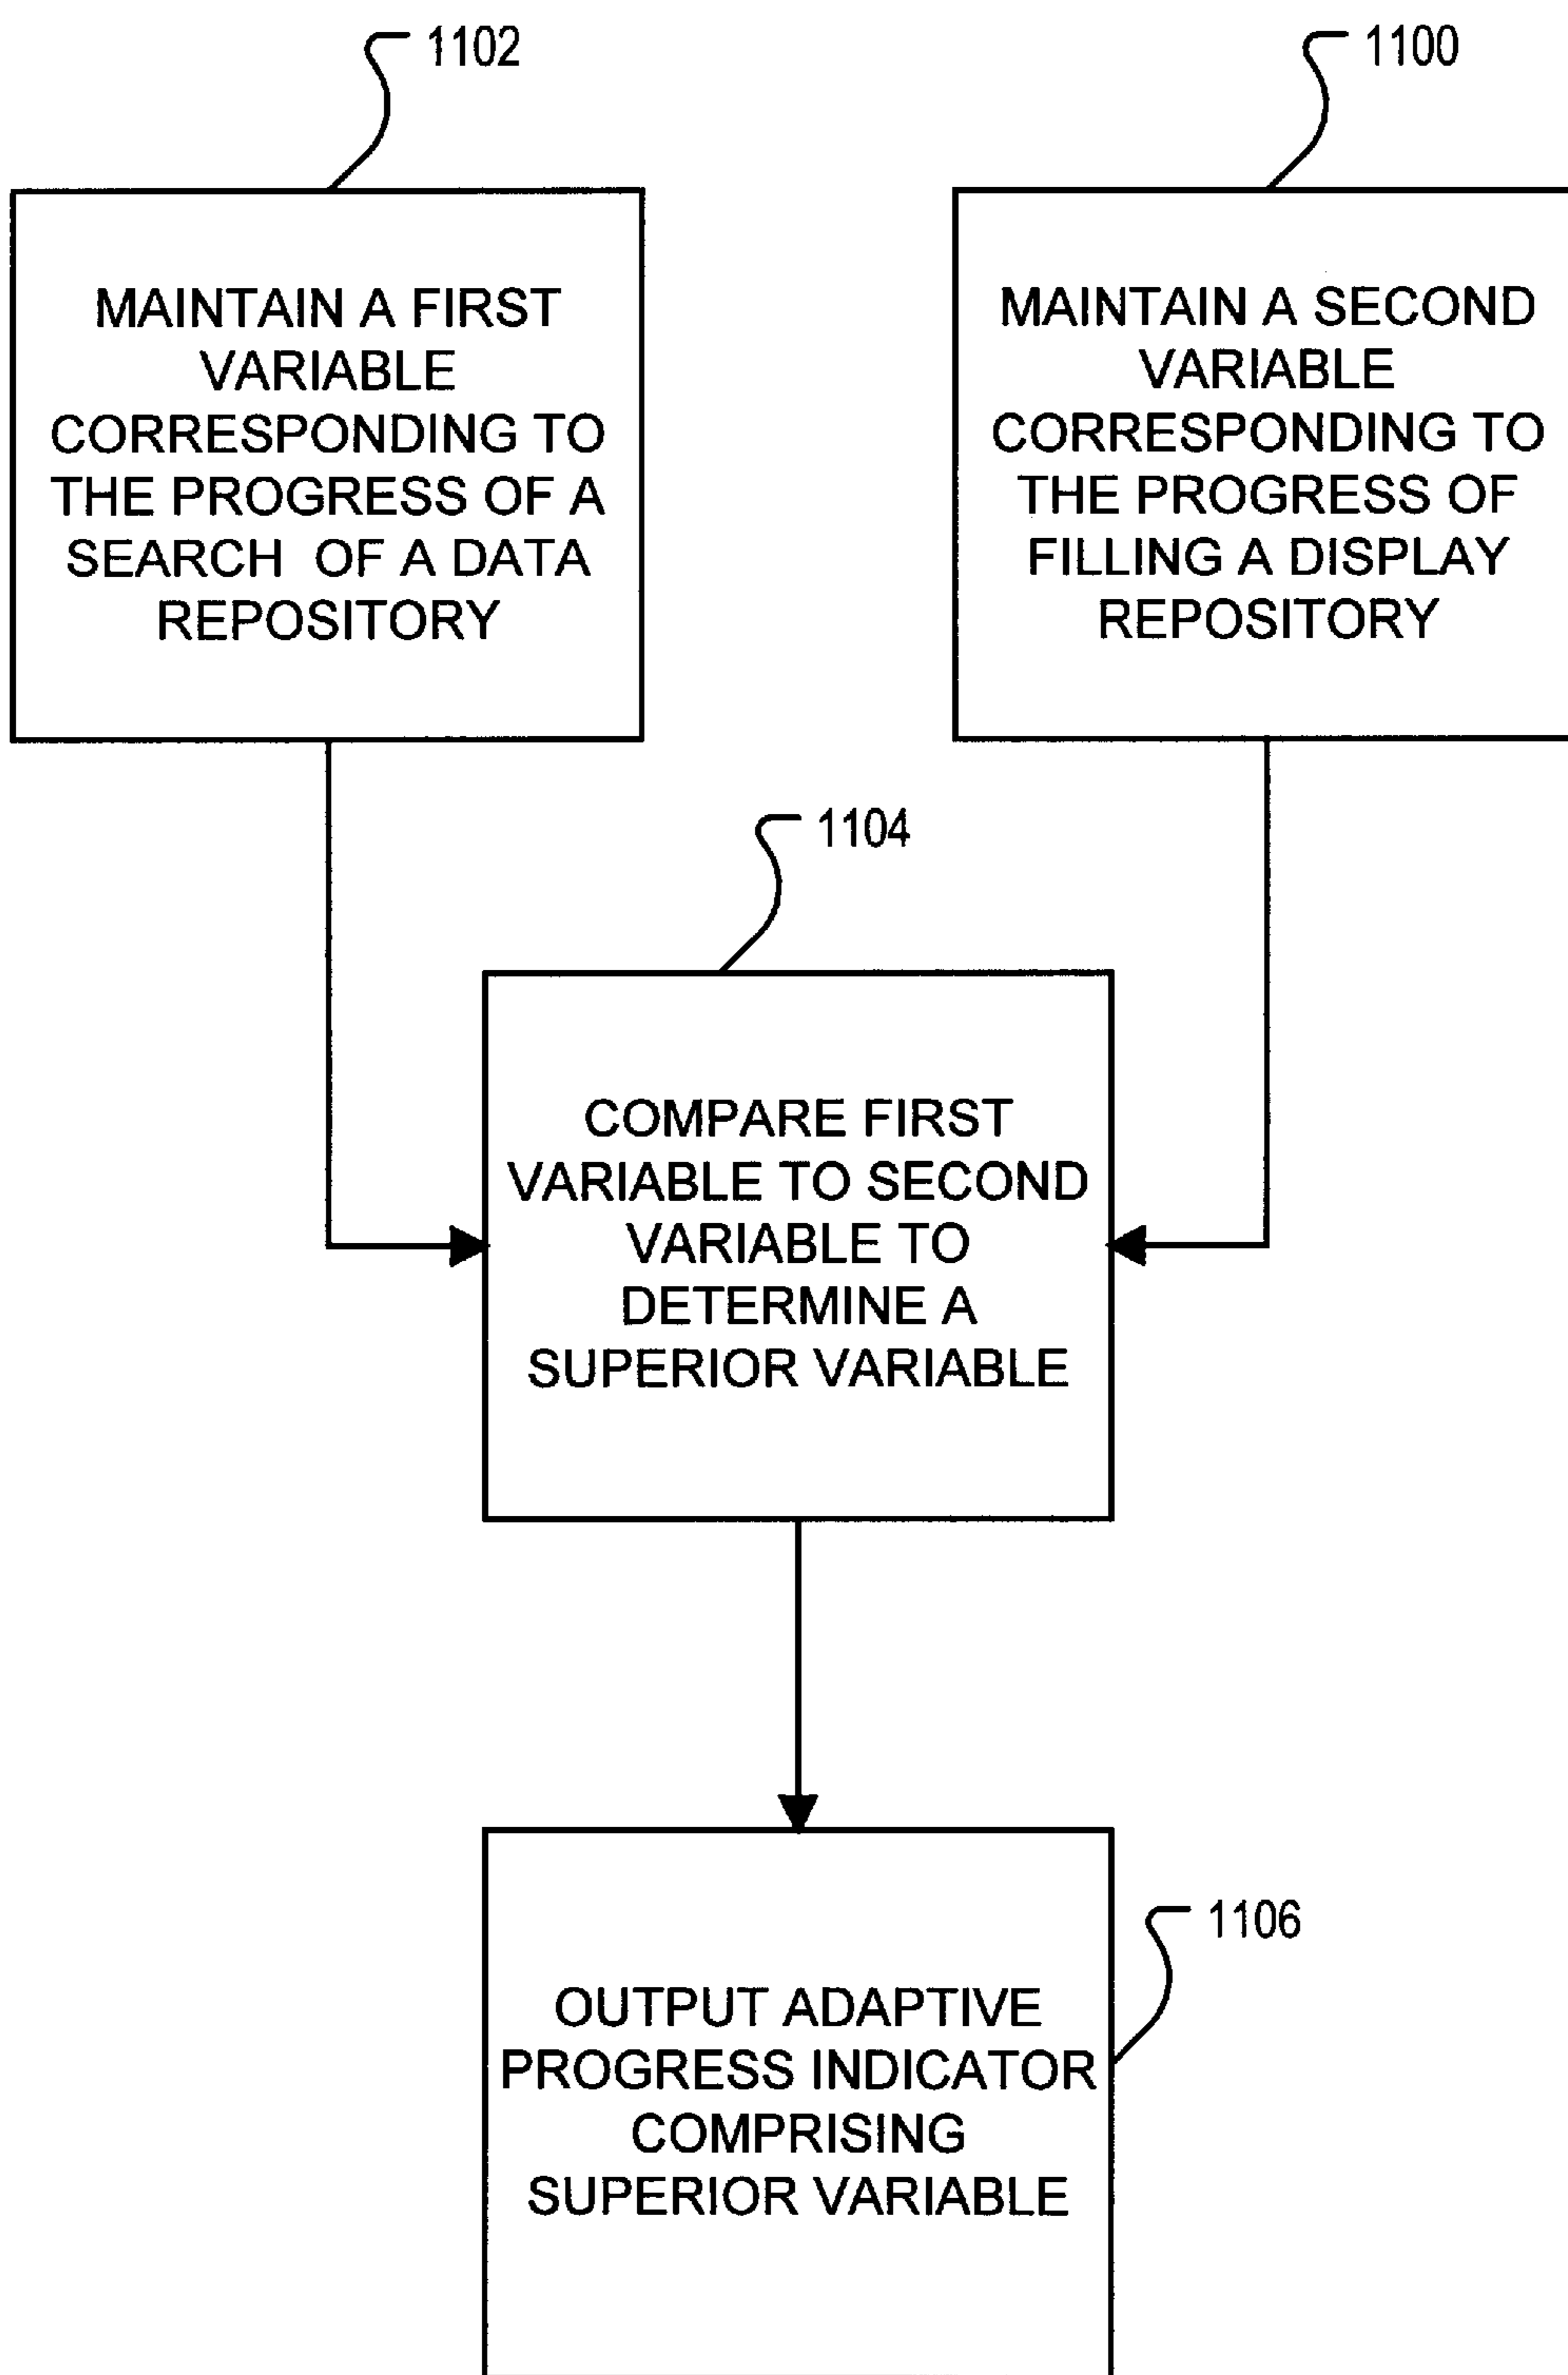 1102
MAINTAIN A FIRST
VARIABLE
CORRESPONDING TO
THE PROGRESS OF A
SEARCH OF A DATA
REPOSITORY
1100
MAINTAIN A SECOND
VARIABLE
CORRESPONDING TO
THE PROGRESS OF
FILLING A DISPLAY
REPOSITORY
1104
COMPARE FIRST
VARIABLE TO SECOND
VARIABLE TO
DETERMINE A
SUPERIOR VARIABLE
1106
OUTPUT ADAPTIVE
PROGRESS INDICATOR
COMPRISING
SUPERIOR VARIABLE